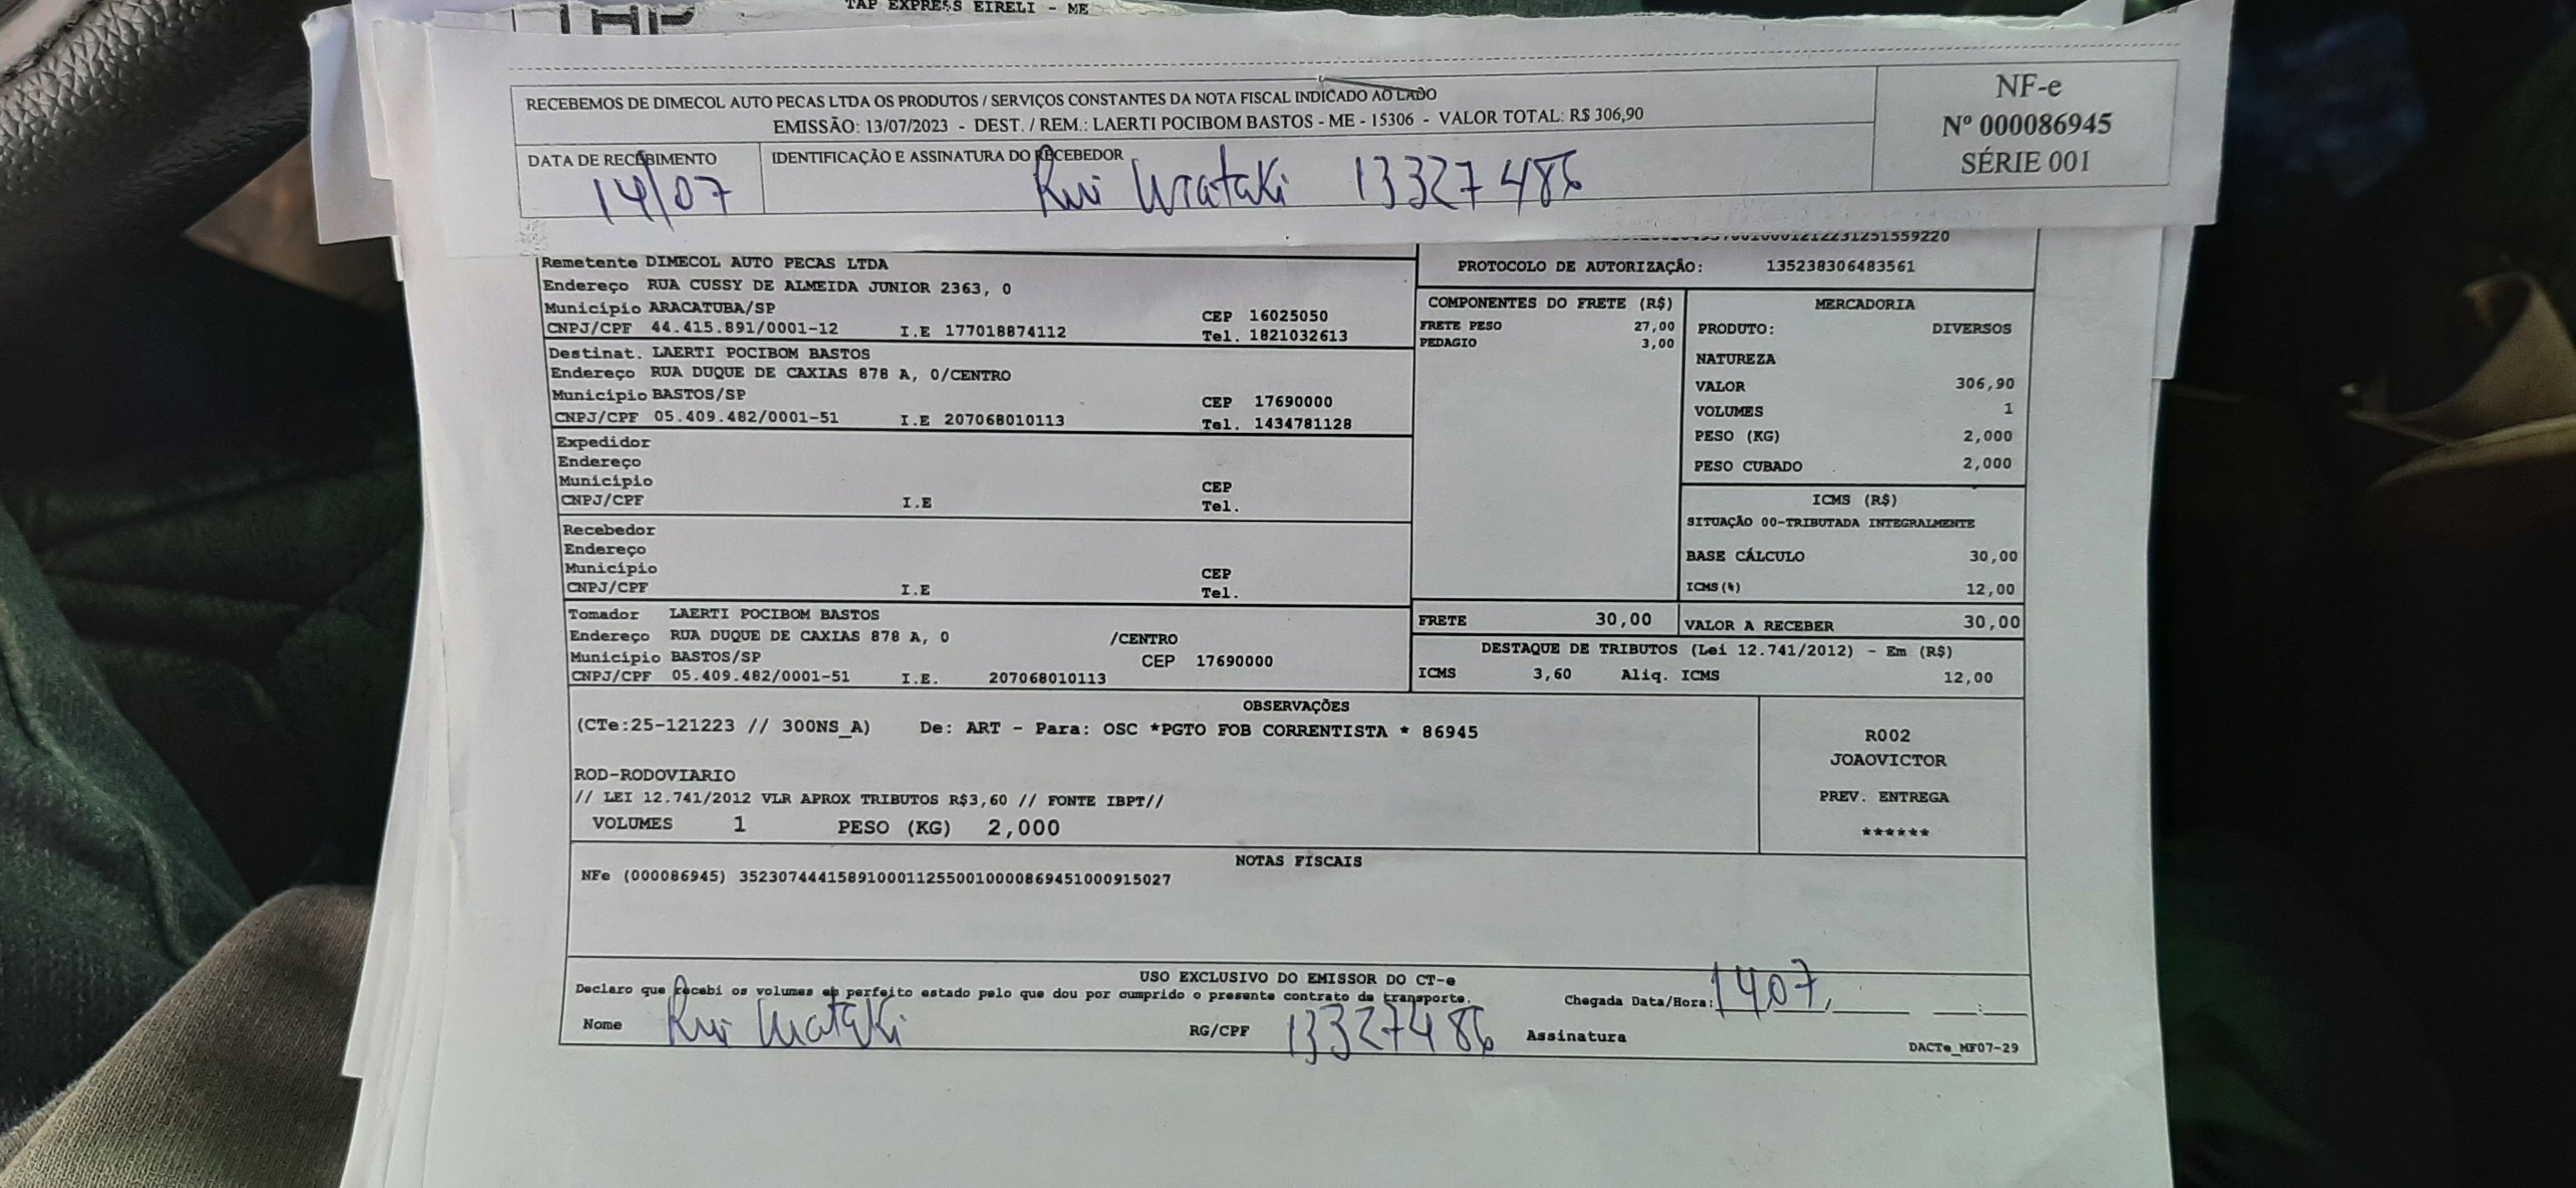 TAP EXPRESS EIRELI - ME
RECEBEMOS DE DIMECOL AUTO PECAS LTDA OS PRODUTOS / SERVIÇOS CONSTANTES DA NOTA FISCAL INDICADO AO LADO
EMISSÃO: 13/07/2023 - DEST. / REM.: LAERTI POCIBOM BASTOS - ME - 15306 - VALOR TOTAL: R$ 306,90
NF-e
Nº 000086945
SÉRIE 001
DATA DE RECEBIMENTO
14/07
IDENTIFICAÇÃO E ASSINATURA DO RECEBEDOR
Rui 13327486
Remetente DIMECOL AUTO PECAS LTDA
Endereço RUA CUSSY DE ALMEIDA JUNIOR 2363, 0
Município ARACATUBA/SP CEP 16025050
CNPJ/CPF 44.415.891/0001-12 I.E 177018874112 Tel. 1821032613
Destinat. LAERTI POCIBOM BASTOS
Endereço RUA DUQUE DE CAXIAS 878 A, 0/CENTRO
Município BASTOS/SP CEP 17690000
CNPJ/CPF 05.409.482/0001-51 I.E 207068010113 Tel. 1434781128
Expedidor
Endereço
Município CEP
CNPJ/CPF I.E Tel.
Recebedor
Endereço
Município CEP
CNPJ/CPF I.E Tel.
Tomador LAERTI POCIBOM BASTOS
Endereço RUA DUQUE DE CAXIAS 878 A, 0 /CENTRO
Município BASTOS/SP CEP 17690000
CNPJ/CPF 05.409.482/0001-51 I.E. 207068010113
PROTOCOLO DE AUTORIZAÇÃO: 135238306483561
COMPONENTES DO FRETE (R$)
FRETE PESO 27,00
PEDAGIO 3,00
MERCADORIA
PRODUTO: DIVERSOS
NATUREZA
VALOR 306,90
VOLUMES 1
PESO (KG) 2,000
PESO CUBADO 2,000
ICMS (R$)
SITUAÇÃO 00-TRIBUTADA INTEGRALMENTE
BASE CÁLCULO 30,00
ICMS(%) 12,00
FRETE 30,00 VALOR A RECEBER 30,00
DESTAQUE DE TRIBUTOS (Lei 12.741/2012) - Em (R$)
ICMS 3,60 Aliq. ICMS 12,00
OBSERVAÇÕES
(CTe:25-121223 // 300NS_A) De: ART - Para: OSC *PGTO FOB CORRENTISTA * 86945
ROD-RODOVIARIO
// LEI 12.741/2012 VLR APROX TRIBUTOS R$3,60 // FONTE IBPT//
VOLUMES 1 PESO (KG) 2,000
R002
JOAOVICTOR
PREV. ENTREGA
******
NOTAS FISCAIS
NFe (000086945) 35230744415891000112550010000869451000915027
USO EXCLUSIVO DO EMISSOR DO CT-e
Declaro que recebi os volumes em perfeito estado pelo que dou por cumprido o presente contrato de transporte. Chegada Data/Hora: 1407
Nome Rui RG/CPF 13327486 Assinatura
DACTe_MF07-29